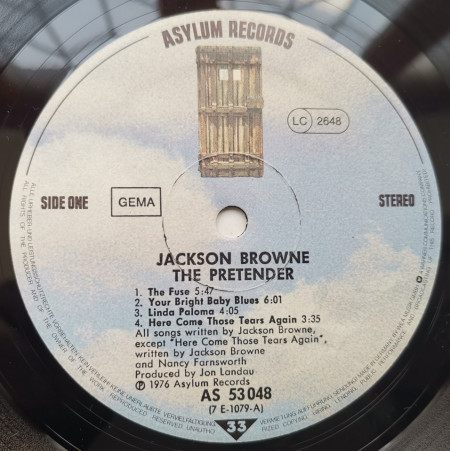 ASYLUM RECORDS
LC 2648
SIDE ONE
GEMA
STEREO
JACKSON BROWNE
THE PRETENDER
1. The Fuse 5:47
2. Your Bright Baby Blues 6:01
3. Linda Paloma 4:05
4. Here Come Those Tears Again 3:35
All songs written by Jackson Browne,
except "Here Come Those Tears Again",
written by Jackson Browne
and Nancy Farnsworth
Produced by Jon Landau
Ⓟ 1976 Asylum Records
AS 53 048
(7 E-1079-A)
33